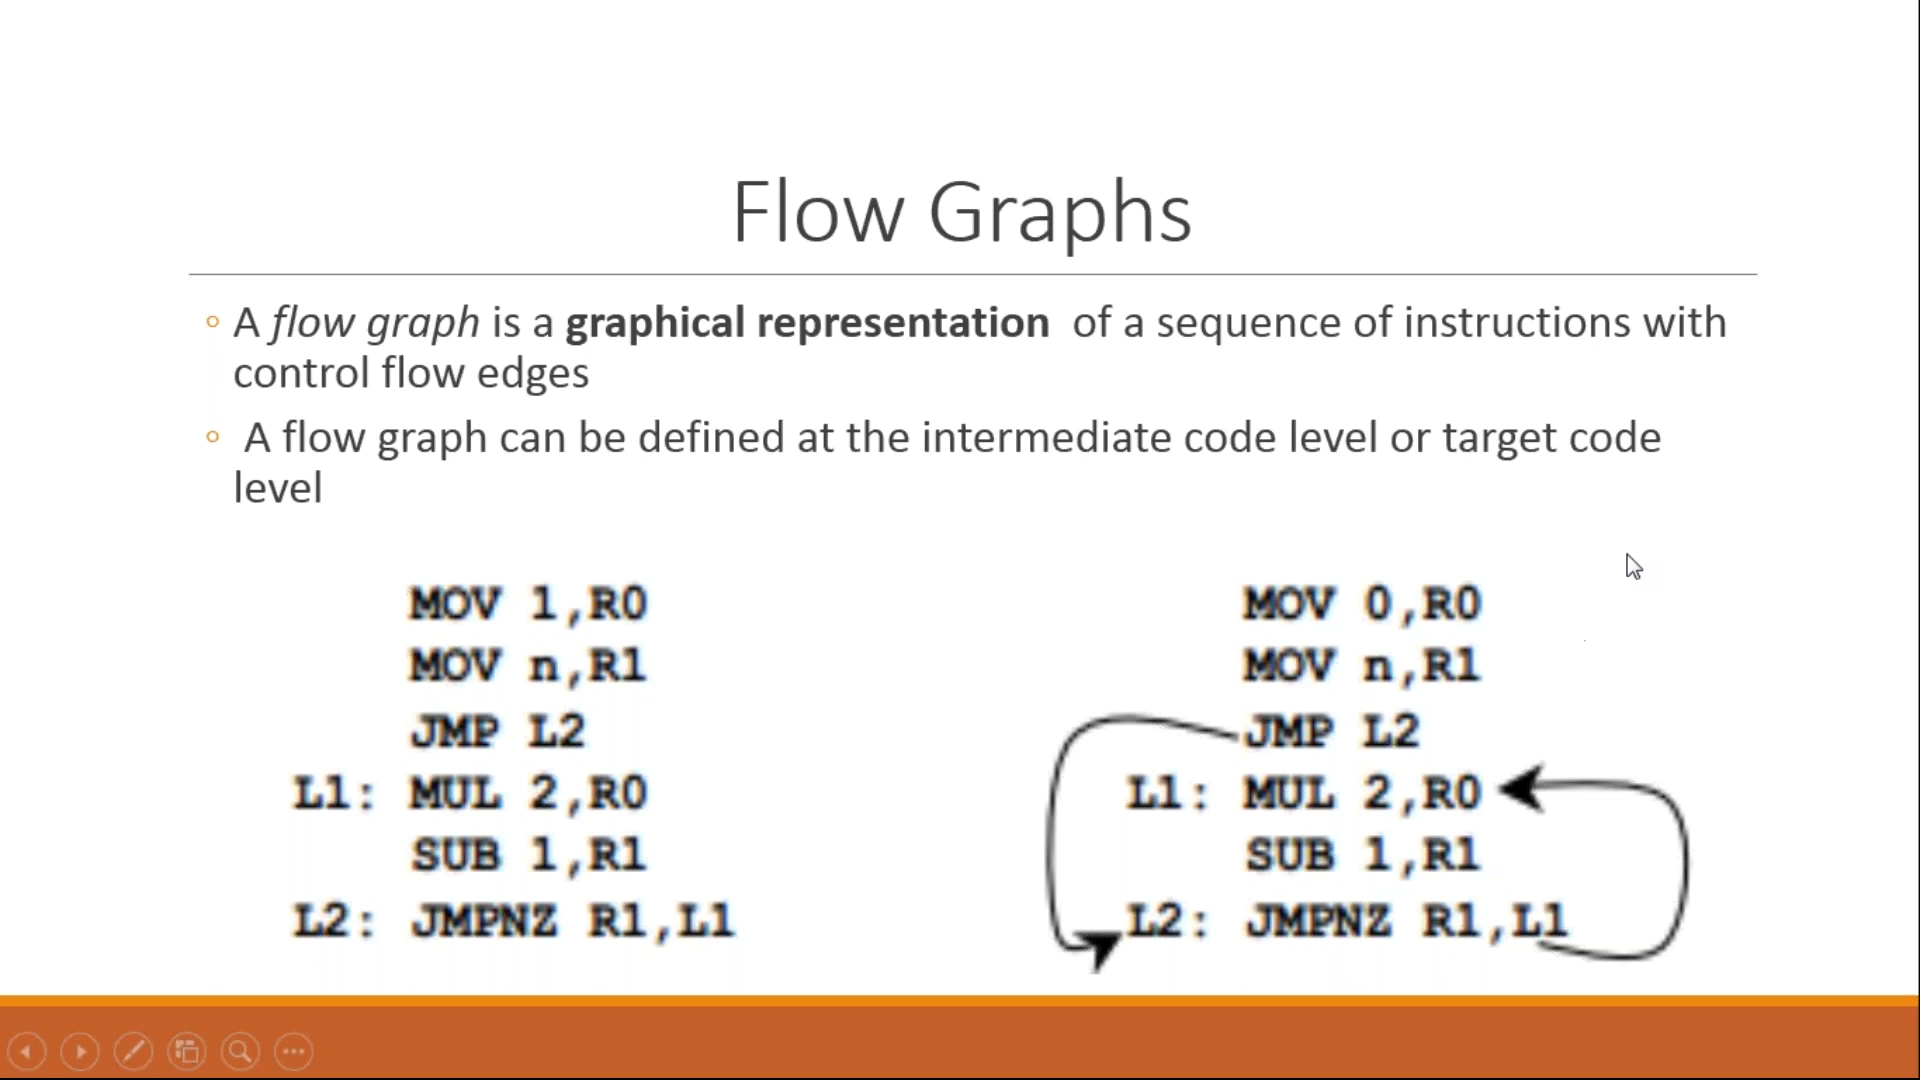 Flow Graphs
◦ A flow graph is a graphical representation of a sequence of instructions with
control flow edges
◦ A flow graph can be defined at the intermediate code level or target code
level
MOV 1,R0
MOV n,R1
JMP L2
L1: MUL 2,R0
SUB 1,R1
L2: JMPNZ R1,L1
MOV 0,R0
MOV n,R1
JMP L2
L1: MUL 2,R0
SUB 1,R1
L2: JMPNZ R1,L1